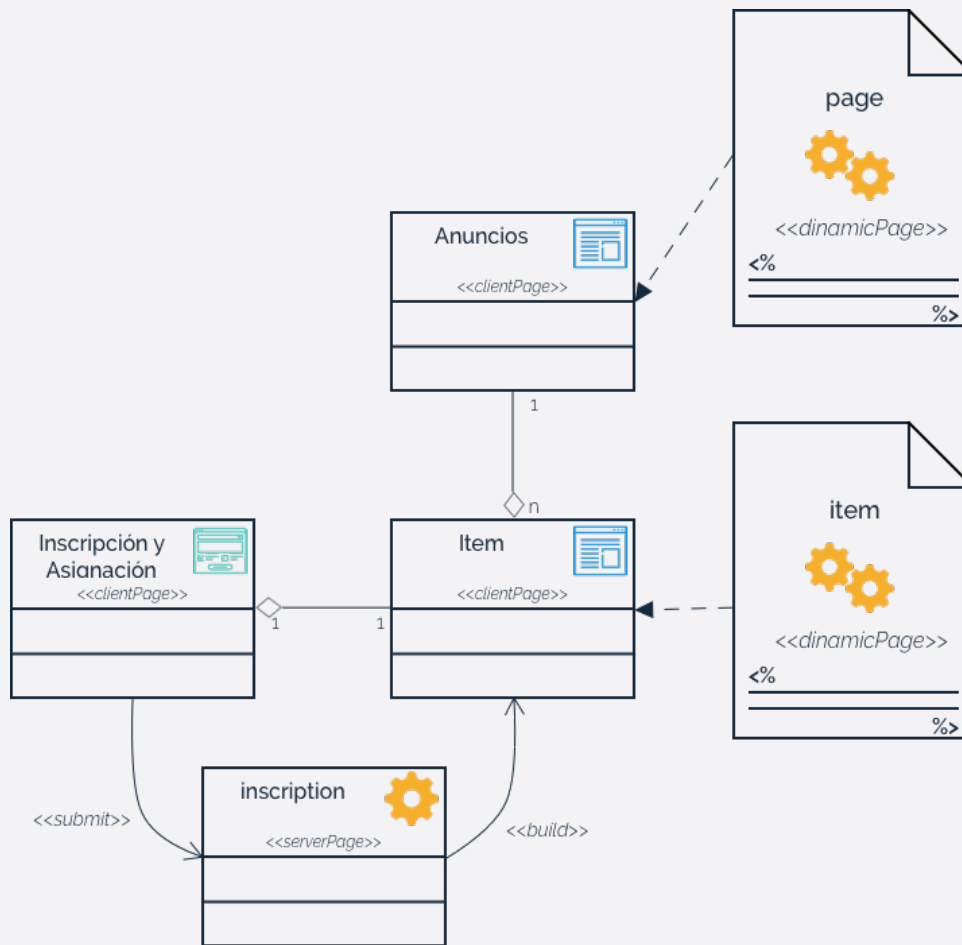 page
<<dinamicPage>>
<%
%>
Anuncios
<<clientPage>>
1
n
item
<<dinamicPage>>
<%
%>
Inscripción y
Asignación
<<clientPage>>
1
1
Item
<<clientPage>>
<<submit>>
inscription
<<serverPage>>
<<build>>